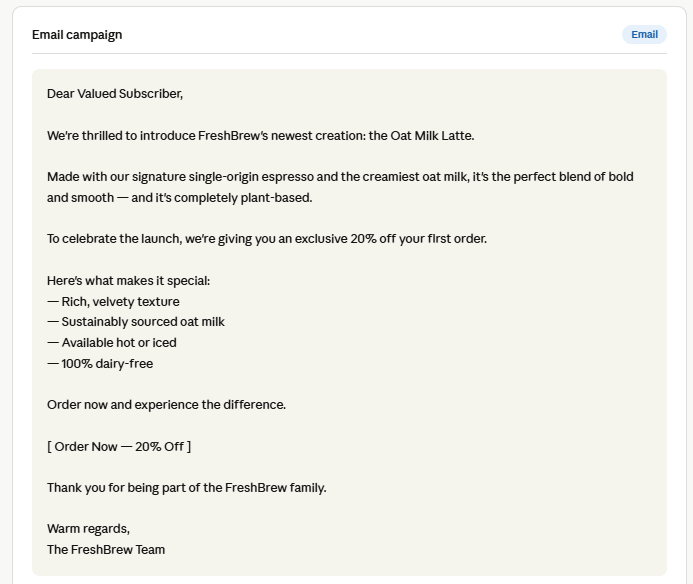 Email campaign
Email
Dear Valued Subscriber,
We're thrilled to introduce FreshBrew's newest creation: the Oat Milk Latte.
Made with our signature single-origin espresso and the creamiest oat milk, it's the perfect blend of bold
and smooth — and it's completely plant-based.
To celebrate the launch, we're giving you an exclusive 20% off your first order.
Here's what makes it special:
— Rich, velvety texture
— Sustainably sourced oat milk
— Available hot or iced
— 100% dairy-free
Order now and experience the difference.
[ Order Now — 20% Off ]
Thank you for being part of the FreshBrew family.
Warm regards,
The FreshBrew Team